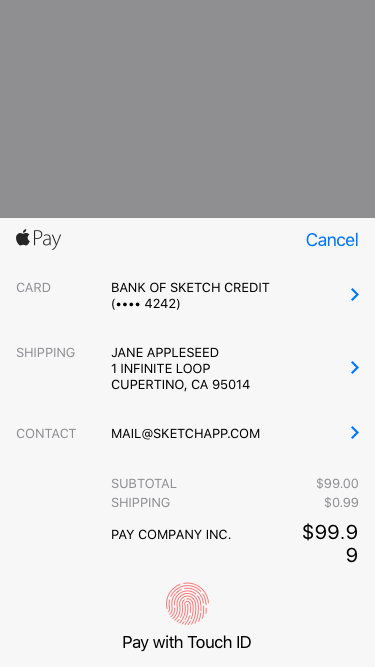 Pay
Cancel
CARD
BANK OF SKETCH CREDIT
(•••• 4242)
SHIPPING
JANE APPLESEED
1 INFINITE LOOP
CUPERTINO, CA 95014
CONTACT
MAIL@SKETCHAPP.COM
SUBTOTAL
$99.00
SHIPPING
$0.99
PAY COMPANY INC.
$99.9
9
Pay with Touch ID